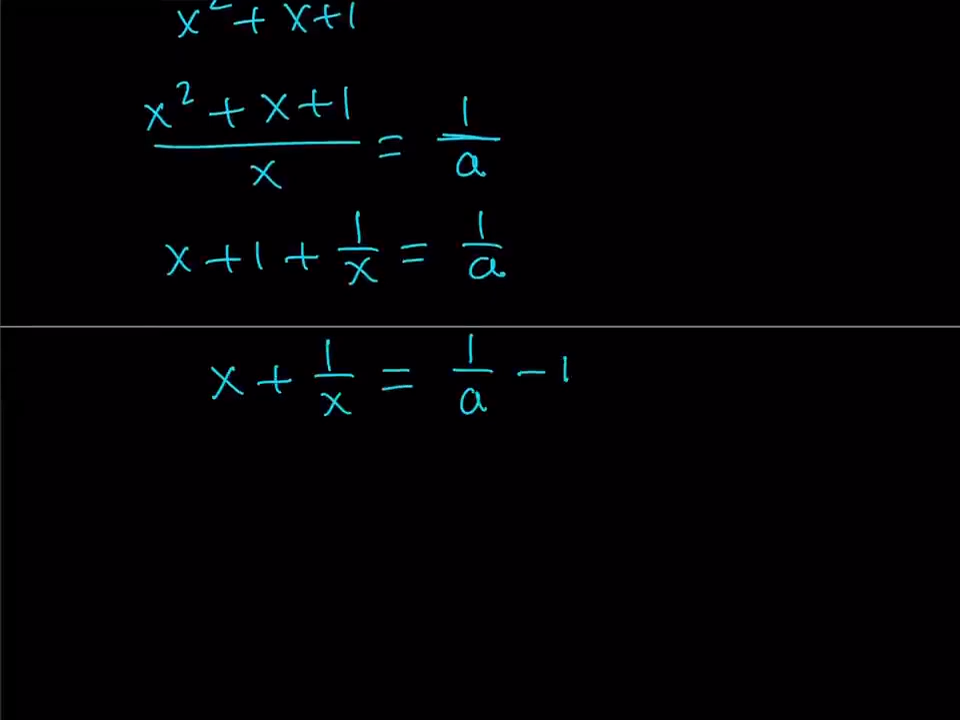 x² + x + 1
(x² + x + 1)/x = 1/a
x + 1 + 1/x = 1/a
x + 1/x = 1/a - 1